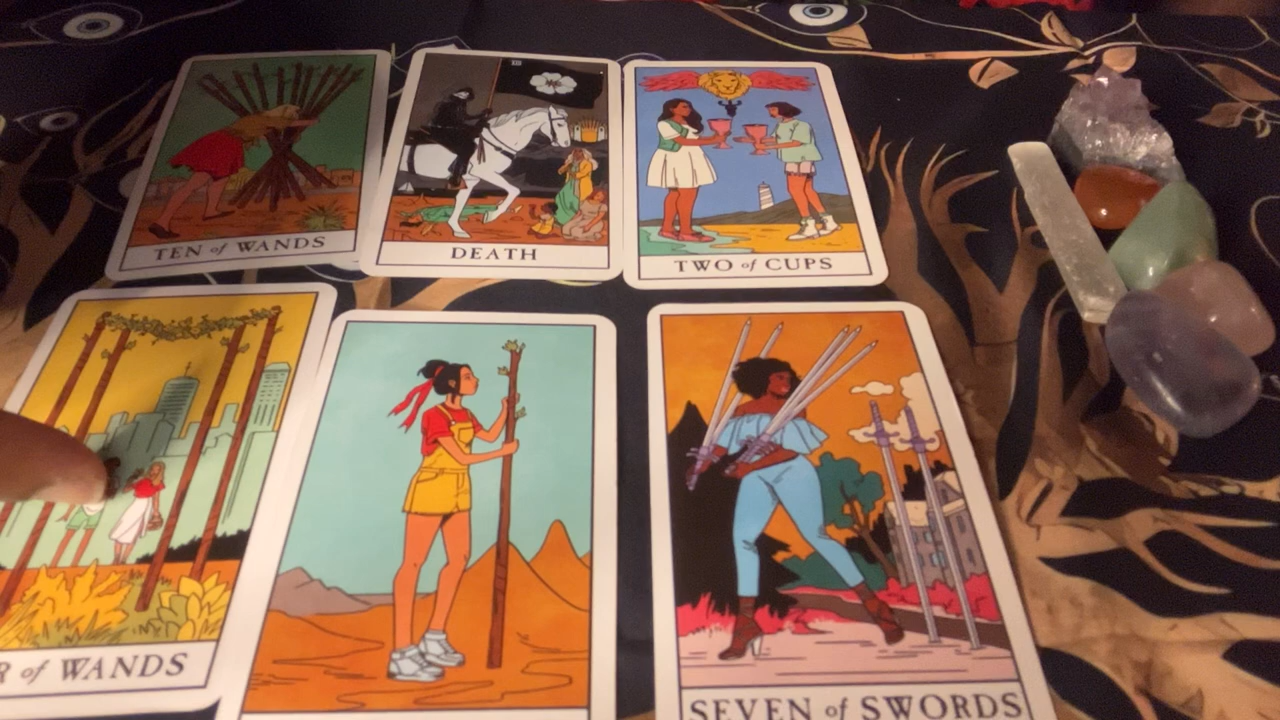 TEN of WANDS
DEATH
TWO of CUPS
R of WANDS
SEVEN of SWORDS